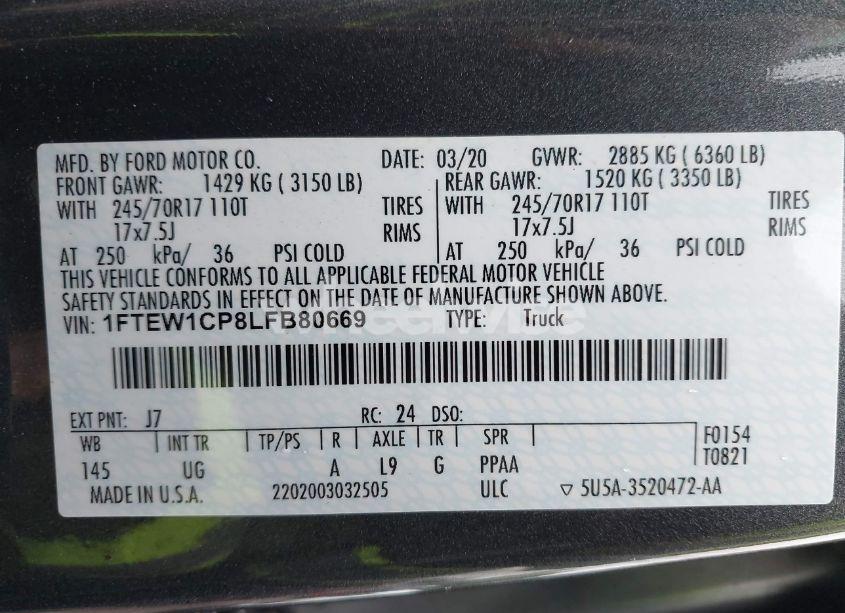 MFD. BY FORD MOTOR CO. DATE: 03/20 GVWR: 2885 KG ( 6360 LB)
FRONT GAWR: 1429 KG ( 3150 LB) REAR GAWR: 1520 KG ( 3350 LB)
WITH 245/70R17 110T TIRES WITH 245/70R17 110T TIRES
17x7.5J RIMS 17x7.5J RIMS
AT 250 kPa/ 36 PSI COLD AT 250 kPa/ 36 PSI COLD
THIS VEHICLE CONFORMS TO ALL APPLICABLE FEDERAL MOTOR VEHICLE
SAFETY STANDARDS IN EFFECT ON THE DATE OF MANUFACTURE SHOWN ABOVE.
VIN: 1FTEW1CP8LFB80669 TYPE: Truck
EXT PNT: J7 RC: 24 DSO:
WB INT TR TP/PS R AXLE TR SPR F0154
145 UG A L9 G PPAA T0821
MADE IN U.S.A. 2202003032505 ULC ▽ 5U5A-3520472-AA